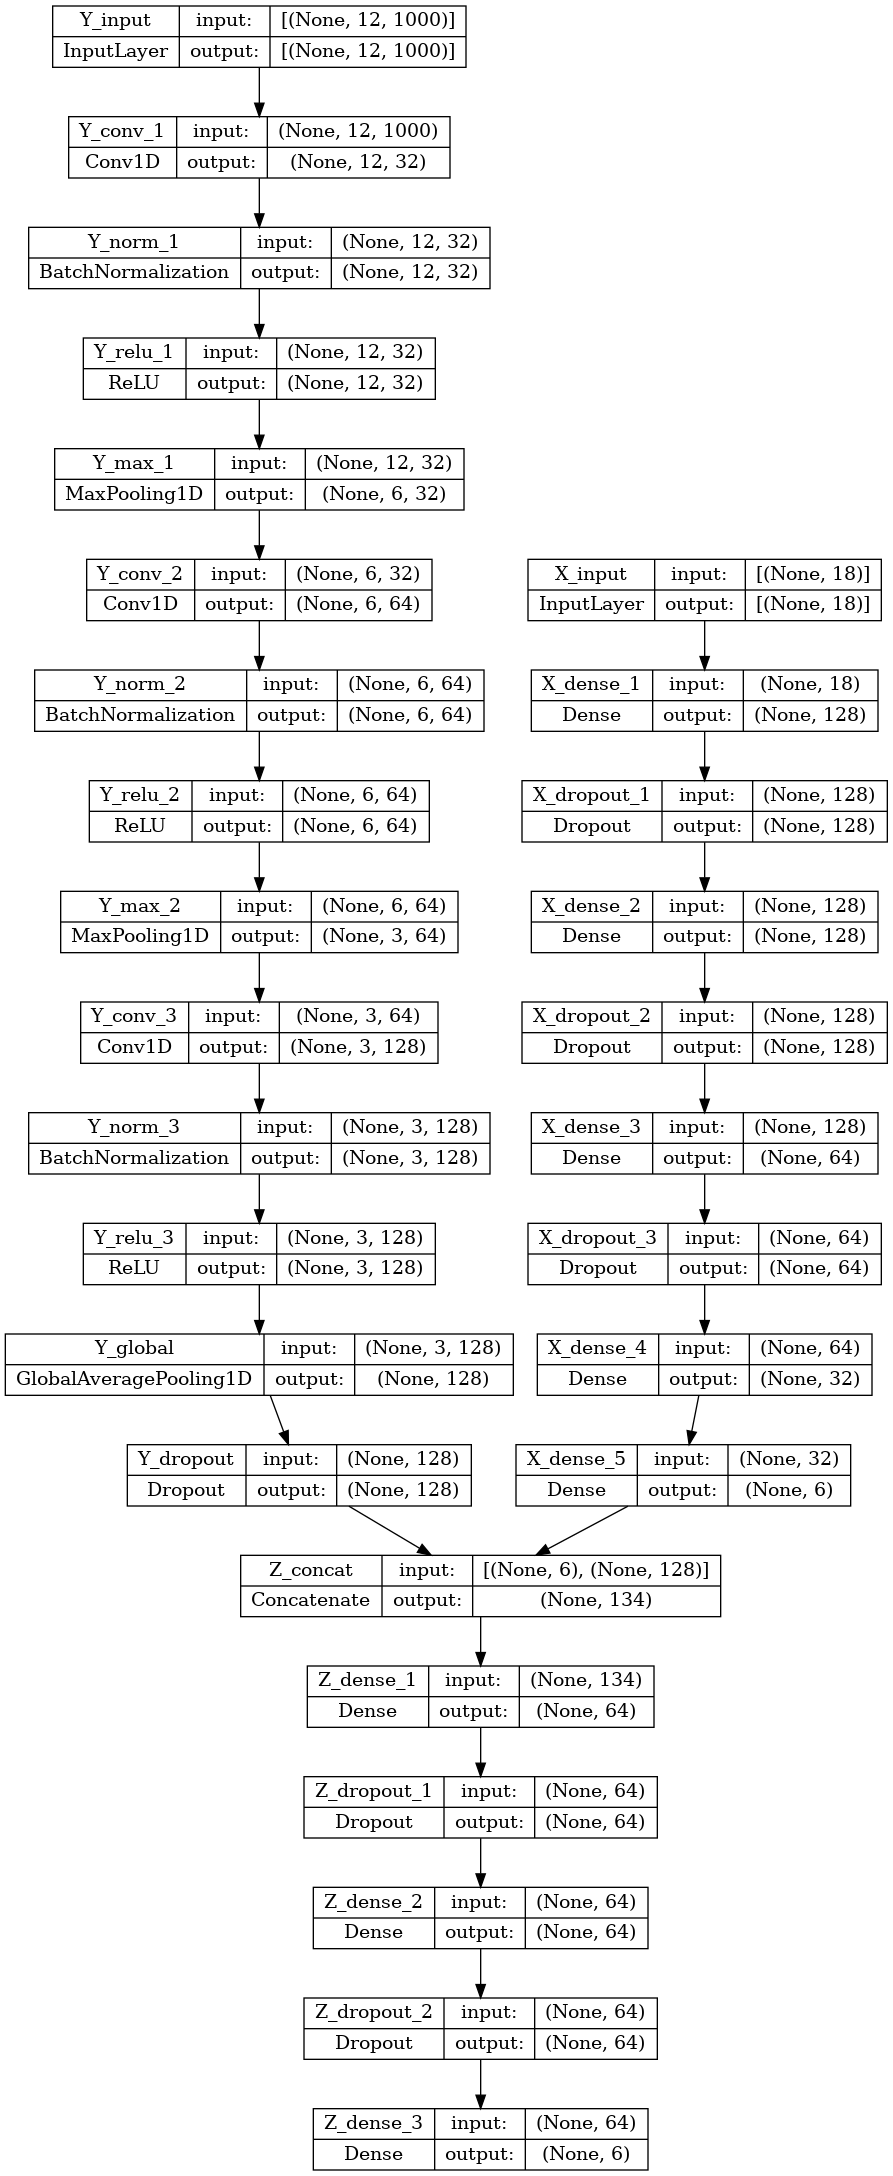 Y_input input: [(None, 12, 1000)]
InputLayer output: [(None, 12, 1000)]
Y_conv_1 input: (None, 12, 1000)
Conv1D output: (None, 12, 32)
Y_norm_1 input: (None, 12, 32)
BatchNormalization output: (None, 12, 32)
Y_relu_1 input: (None, 12, 32)
ReLU output: (None, 12, 32)
Y_max_1 input: (None, 12, 32)
MaxPooling1D output: (None, 6, 32)
Y_conv_2 input: (None, 6, 32)
Conv1D output: (None, 6, 64)
Y_norm_2 input: (None, 6, 64)
BatchNormalization output: (None, 6, 64)
Y_relu_2 input: (None, 6, 64)
ReLU output: (None, 6, 64)
Y_max_2 input: (None, 6, 64)
MaxPooling1D output: (None, 3, 64)
Y_conv_3 input: (None, 3, 64)
Conv1D output: (None, 3, 128)
Y_norm_3 input: (None, 3, 128)
BatchNormalization output: (None, 3, 128)
Y_relu_3 input: (None, 3, 128)
ReLU output: (None, 3, 128)
Y_global input: (None, 3, 128)
GlobalAveragePooling1D output: (None, 128)
Y_dropout input: (None, 128)
Dropout output: (None, 128)
X_input input: [(None, 18)]
InputLayer output: [(None, 18)]
X_dense_1 input: (None, 18)
Dense output: (None, 128)
X_dropout_1 input: (None, 128)
Dropout output: (None, 128)
X_dense_2 input: (None, 128)
Dense output: (None, 128)
X_dropout_2 input: (None, 128)
Dropout output: (None, 128)
X_dense_3 input: (None, 128)
Dense output: (None, 64)
X_dropout_3 input: (None, 64)
Dropout output: (None, 64)
X_dense_4 input: (None, 64)
Dense output: (None, 32)
X_dense_5 input: (None, 32)
Dense output: (None, 6)
Z_concat input: [(None, 6), (None, 128)]
Concatenate output: (None, 134)
Z_dense_1 input: (None, 134)
Dense output: (None, 64)
Z_dropout_1 input: (None, 64)
Dropout output: (None, 64)
Z_dense_2 input: (None, 64)
Dense output: (None, 64)
Z_dropout_2 input: (None, 64)
Dropout output: (None, 64)
Z_dense_3 input: (None, 64)
Dense output: (None, 6)